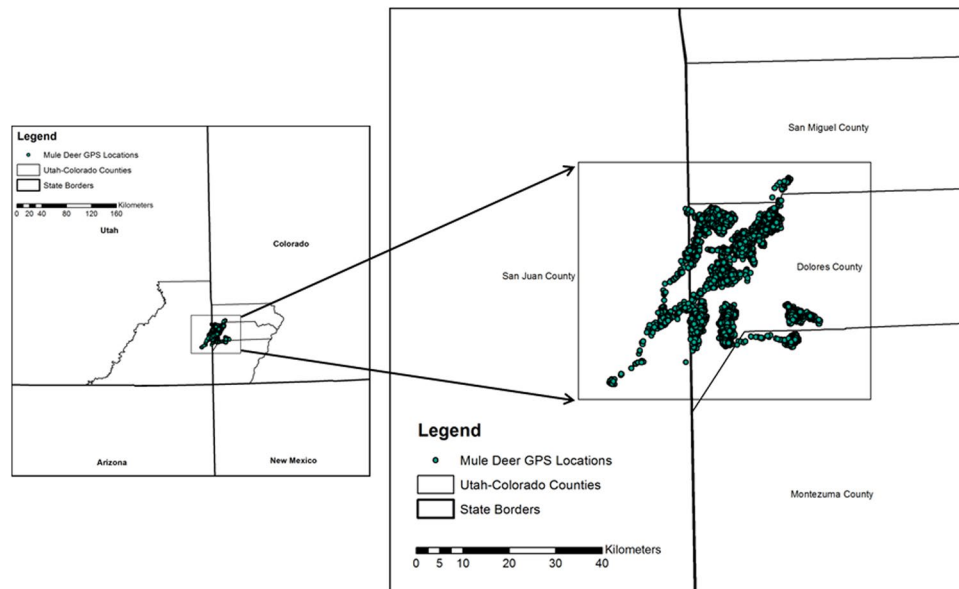 Legend
Mule Deer GPS Locations
Utah-Colorado Counties
State Borders
Kilometers
0 20 40 80 120 160
Utah
Colorado
Arizona
New Mexico
San Miguel County
San Juan County
Dolores County
Montezuma County
Legend
Mule Deer GPS Locations
Utah-Colorado Counties
State Borders
Kilometers
0 5 10 20 30 40